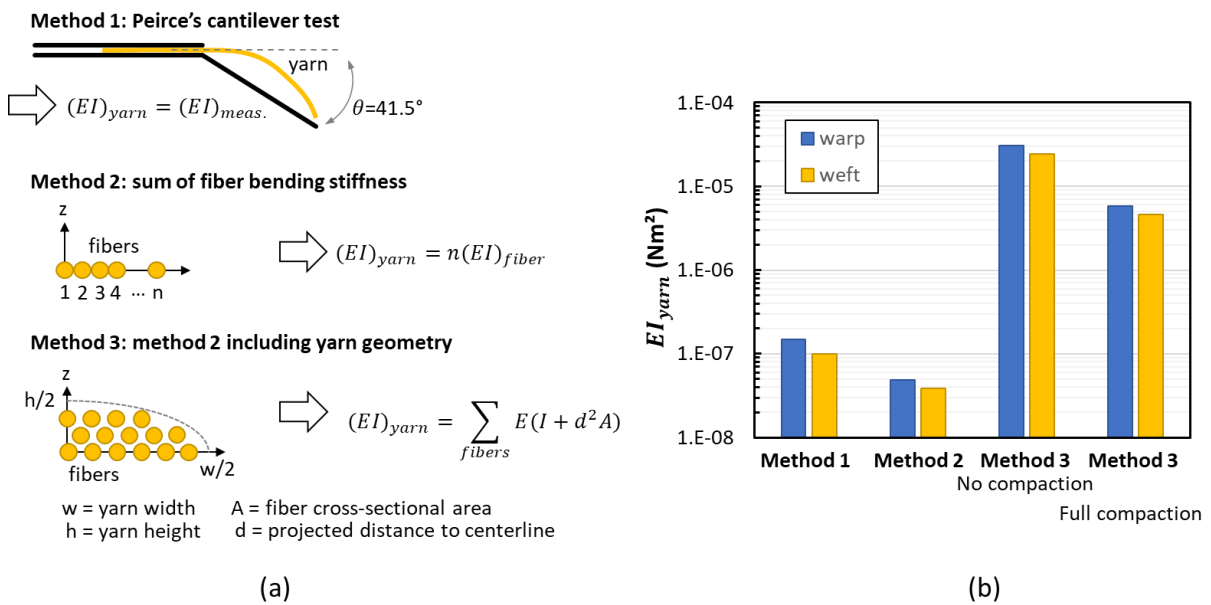 Method 1: Peirce's cantilever test
yarn
θ=41.5°
(EI)yarn = (EI)meas.
Method 2: sum of fiber bending stiffness
z
fibers
1 2 3 4 ... n
(EI)yarn = n(EI)fiber
Method 3: method 2 including yarn geometry
z
h/2
w/2
fibers
(EI)yarn = ∑fibers E(I + d²A)
w = yarn width A = fiber cross-sectional area
h = yarn height d = projected distance to centerline
(a)
EIyarn (Nm²)
1.E-04
1.E-05
1.E-06
1.E-07
1.E-08
warp
weft
Method 1 Method 2 Method 3 Method 3
No compaction
Full compaction
(b)